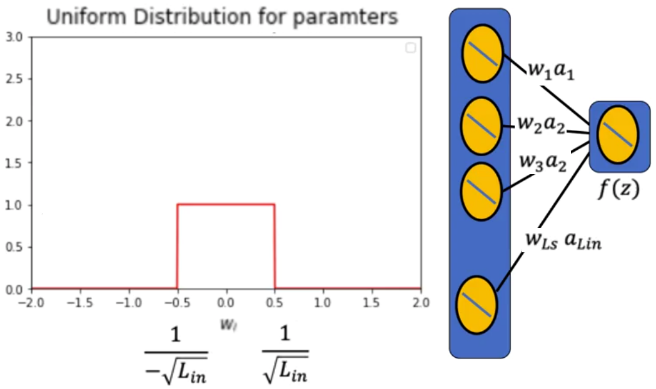 Uniform Distribution for paramters
3.0
2.5
2.0
1.5
1.0
0.5
0.0
-2.0 -1.5 -1.0 -0.5 0.0 0.5 1.0 1.5 2.0
Wᵢ
1/-√L_in
1/√L_in
w₁a₁
w₂a₂
w₃a₂
w_Ls a_Lin
f(z)